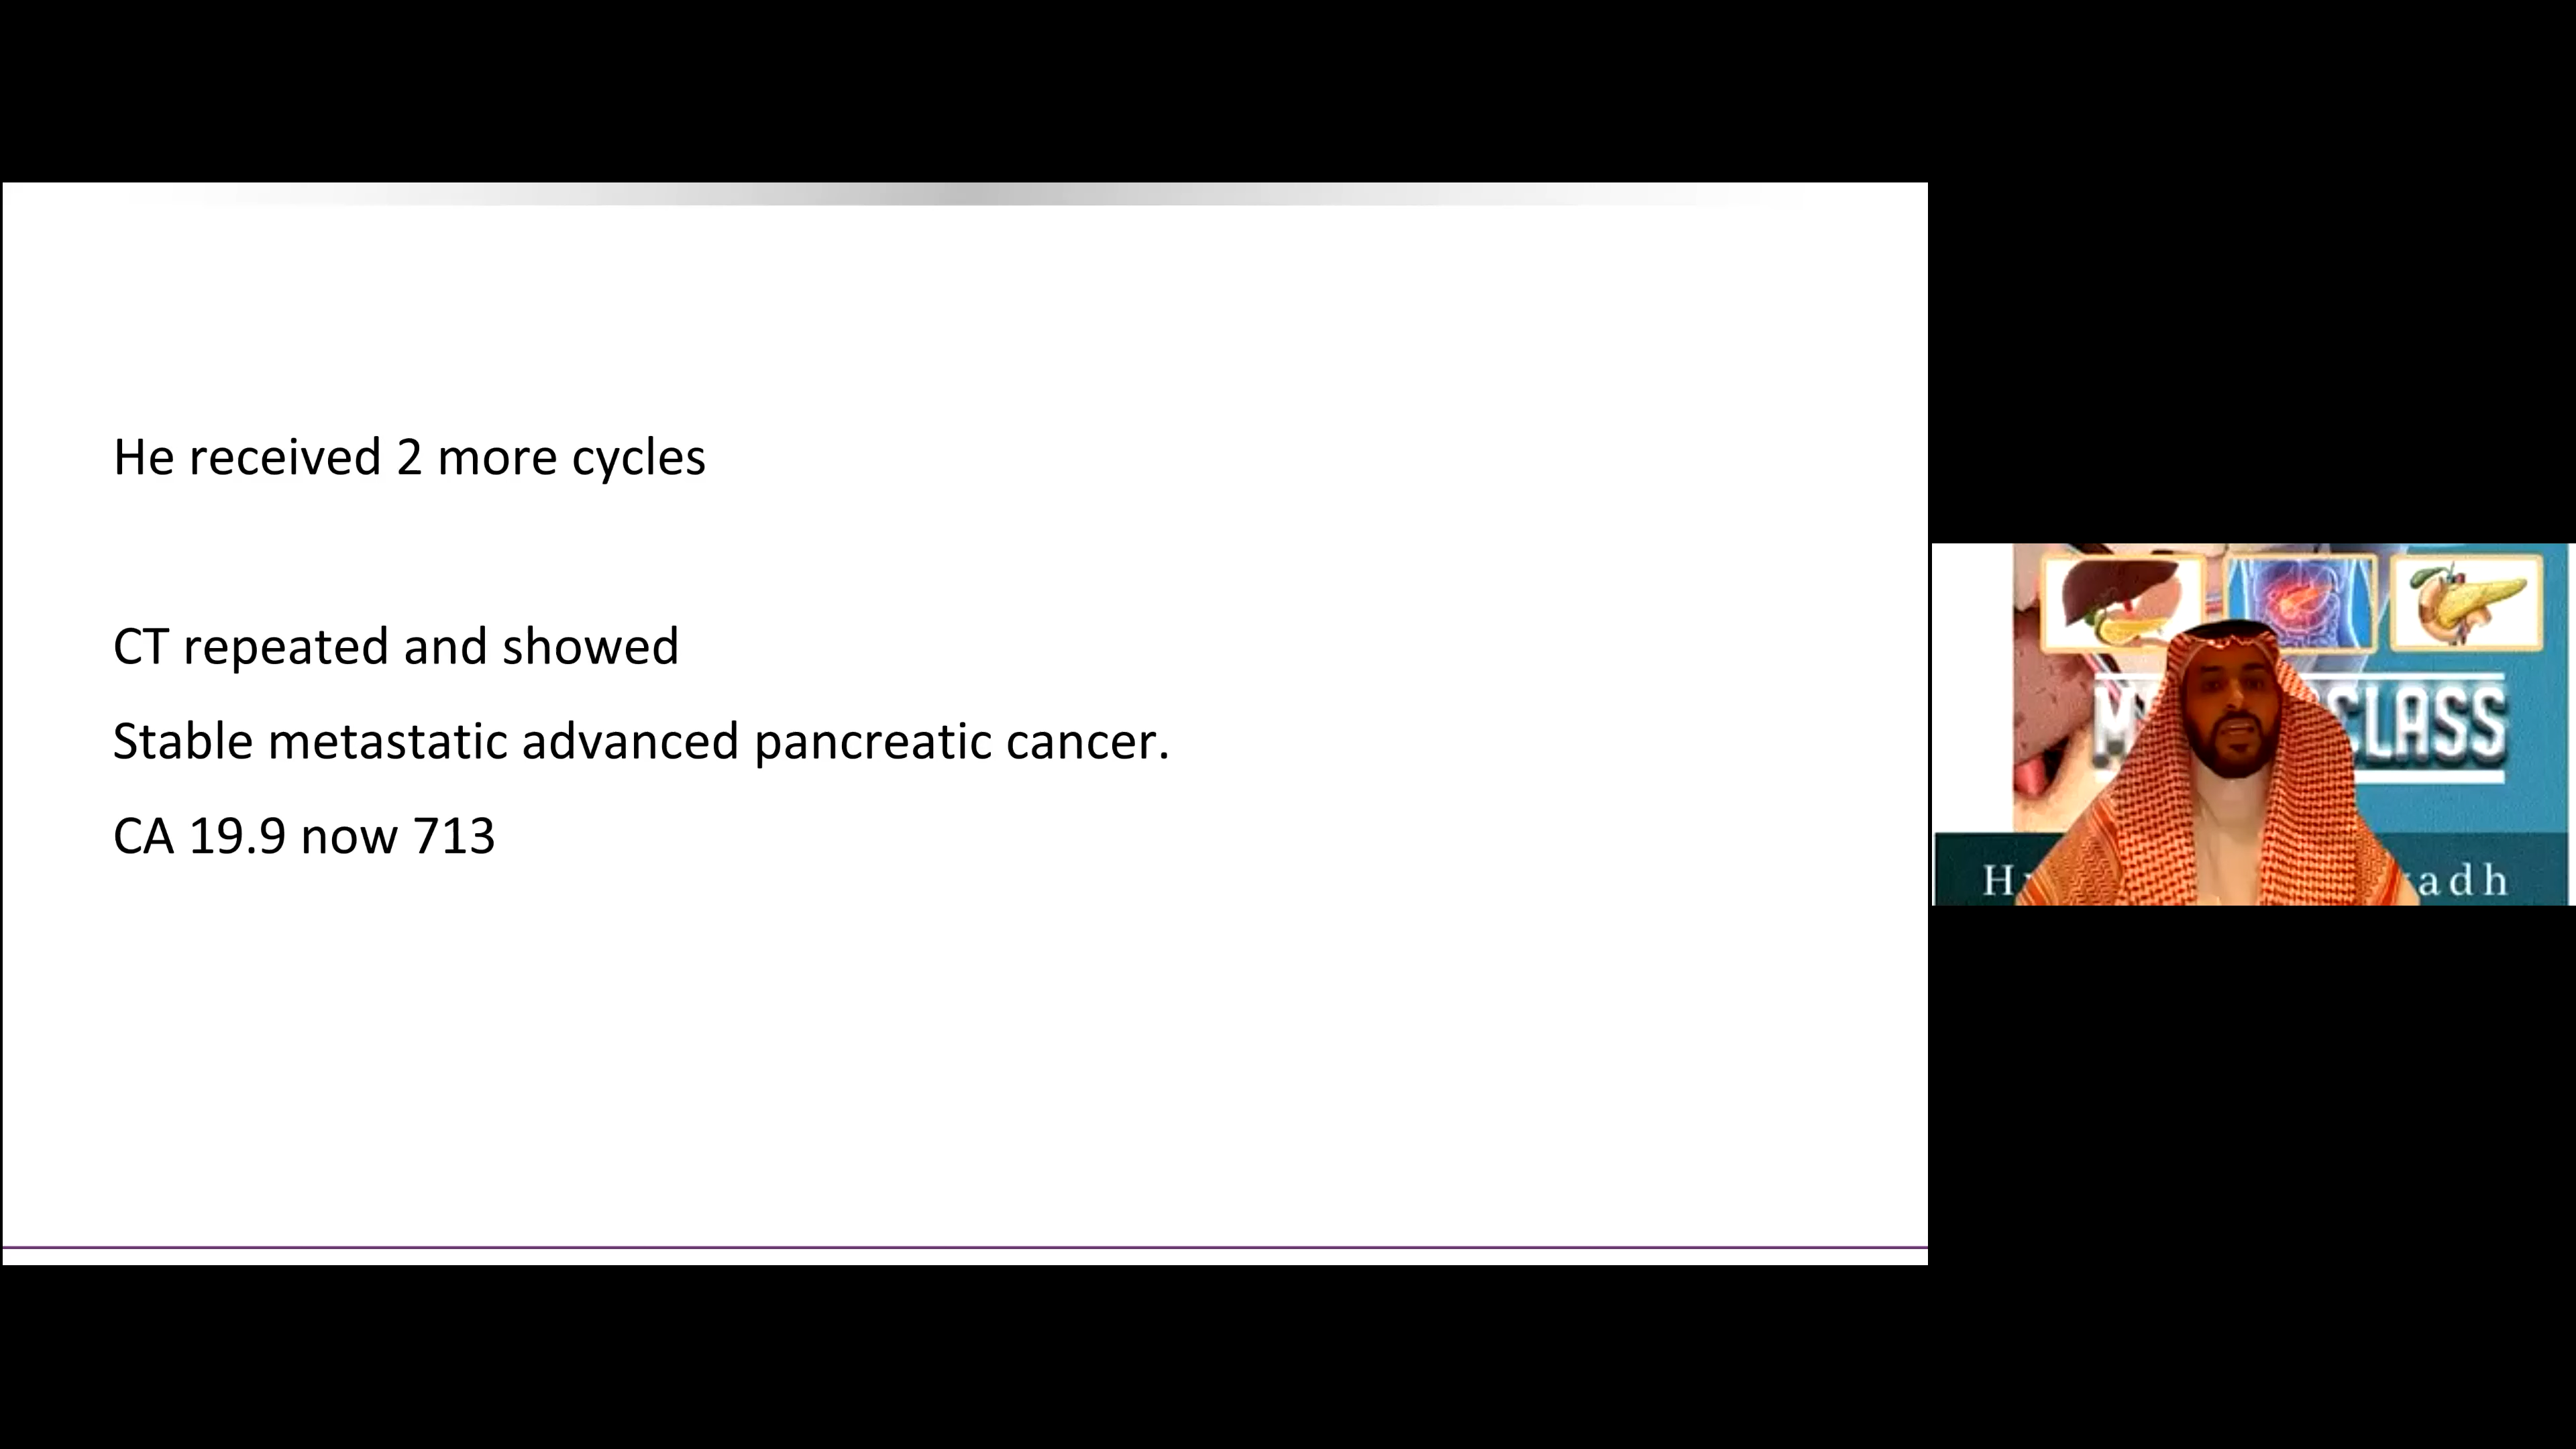 He received 2 more cycles
CT repeated and showed
Stable metastatic advanced pancreatic cancer.
CA 19.9 now 713